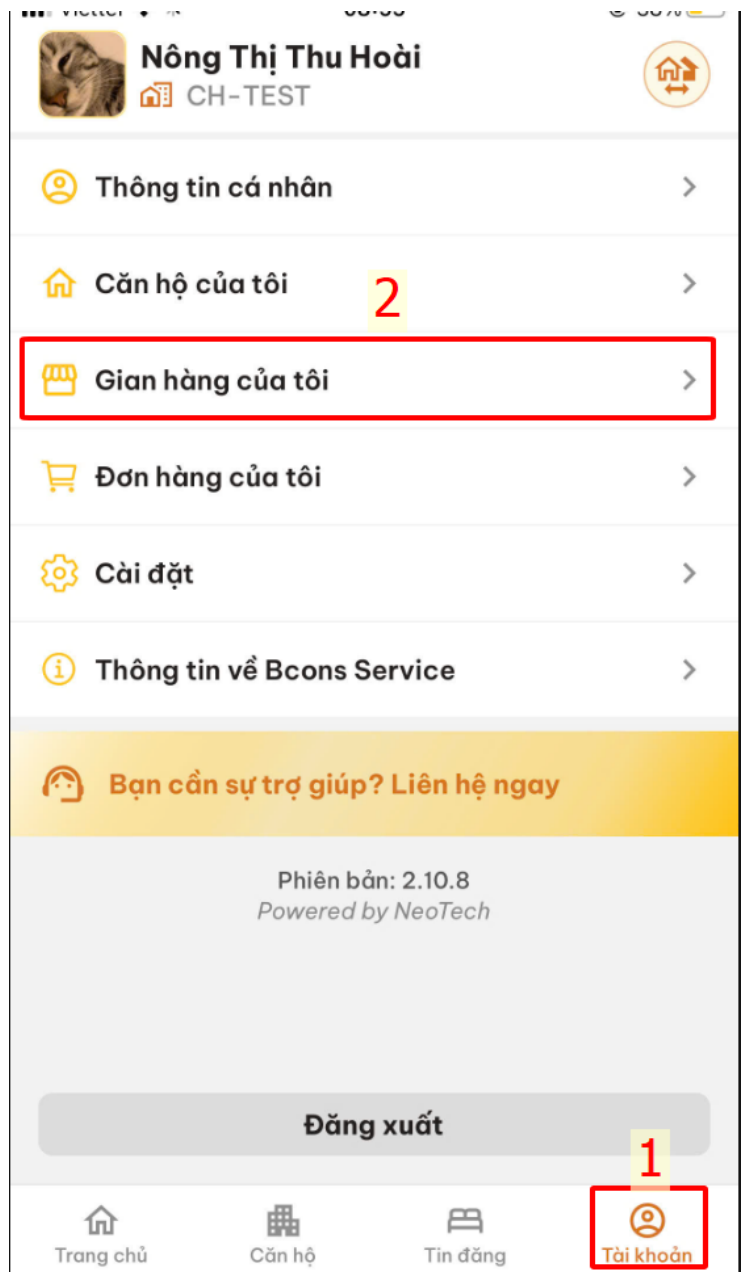 Nông Thị Thu Hoài
CH-TEST
Thông tin cá nhân
Căn hộ của tôi
2
Gian hàng của tôi
Đơn hàng của tôi
Cài đặt
Thông tin về Bcons Service
Bạn cần sự trợ giúp? Liên hệ ngay
Phiên bản: 2.10.8
Powered by NeoTech
Đăng xuất
1
Trang chủ
Căn hộ
Tin đăng
Tài khoản